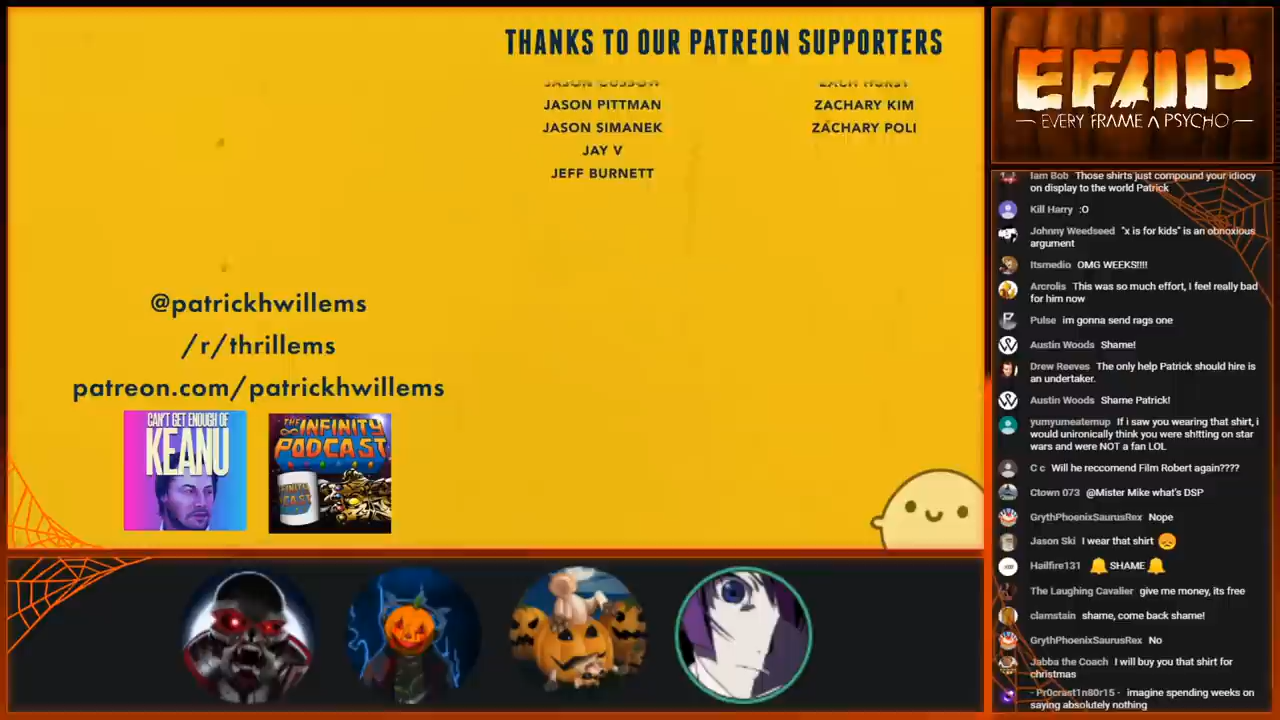 THANKS TO OUR PATREON SUPPORTERS
JASON PITTMAN
JASON SIMANEK
JAY V
JEFF BURNETT
ZACHARY KIM
ZACHARY POLI
@patrickhwillems
/r/thrillems
patreon.com/patrickhwillems
CAN'T GET ENOUGH OF
KEANU
THE
INFINITY
PODCAST
EFAP
EVERY FRAME A PSYCHO
Iam Bob Those shirts just compound your idiocy
on display to the world Patrick
Kill Harry :O
Johnny Weedseed "x is for kids" is an obnoxious
argument
Itsmedio OMG WEEKS!!!!
Arcrolis This was so much effort, I feel really bad
for him now
Pulse im gonna send rags one
Austin Woods Shame!
Drew Reeves The only help Patrick should hire is
an undertaker.
Austin Woods Shame Patrick!
yumyumeatemup If i saw you wearing that shirt, i
would unironically think you were sh!tting on star
wars and were NOT a fan LOL
C c Will he reccomend Film Robert again????
Ctown 073 @Mister Mike what's DSP
GrythPhoenixSaurusRex Nope
Jason Ski I wear that shirt 😞
Hailfire131 🔔 SHAME 🔔
The Laughing Cavalier give me money, its free
clamstain shame, come back shame!
GrythPhoenixSaurusRex No
Jabba the Coach I will buy you that shirt for
christmas
- Pr0crast1n80r15 - imagine spending weeks on
saying absolutely nothing